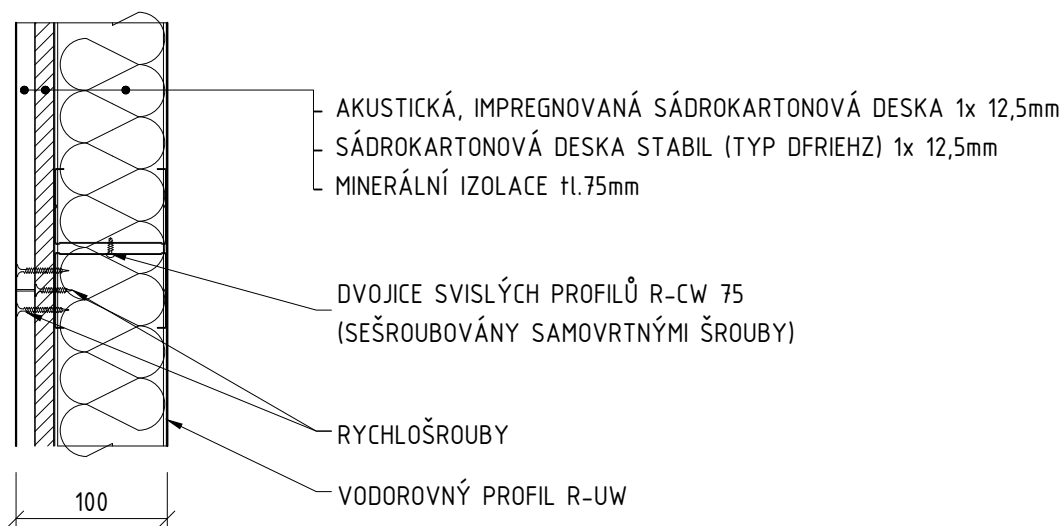 AKUSTICKÁ, IMPREGNOVANÁ SÁDROKARTONOVÁ DESKA 1x 12,5mm
SÁDROKARTONOVÁ DESKA STABIL (TYP DFRIEHZ) 1x 12,5mm
MINERÁLNÍ IZOLACE tl.75mm
DVOJICE SVISLÝCH PROFILŮ R-CW 75
(SEŠROUBOVÁNY SAMOVRTNÝMI ŠROUBY)
RYCHLOŠROUBY
VODOROVNÝ PROFIL R-UW
100